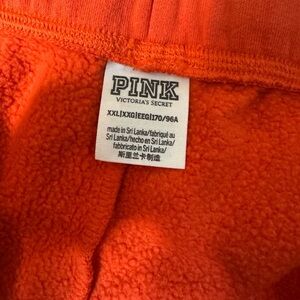 PINK
VICTORIA'S SECRET
XXL|XXG|EEG|170/96A
made in Sri Lanka/fabriqué au
Sri Lanka/hecho en Sri Lanka/
fabbricato in Sri Lanka/
斯里兰卡制造